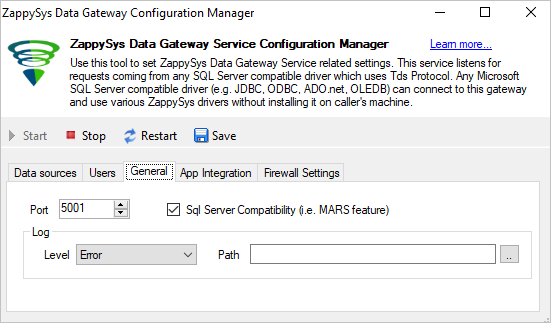 ZappySys Data Gateway Configuration Manager
ZappySys Data Gateway Service Configuration Manager Learn more...
Use this tool to set ZappySys Data Gateway Service related settings. This service listens for
requests coming from any SQL Server compatible driver which uses Tds Protocol. Any Microsoft
SQL Server compatible driver (e.g. JDBC, ODBC, ADO.net, OLEDB) can connect to this gateway
and use various ZappySys drivers without installing it on caller's machine.
Start Stop Restart Save
Data sources Users General App Integration Firewall Settings
Port 5001 Sql Server Compatibility (i.e. MARS feature)
Log
Level Error Path ..